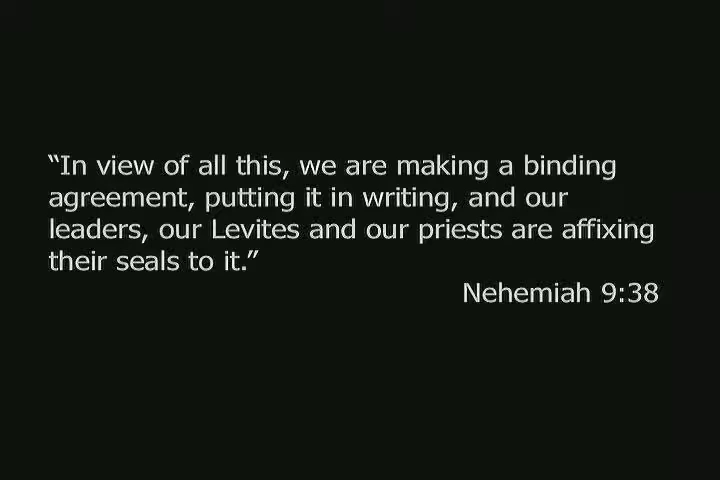 “In view of all this, we are making a binding
agreement, putting it in writing, and our
leaders, our Levites and our priests are affixing
their seals to it.”
Nehemiah 9:38